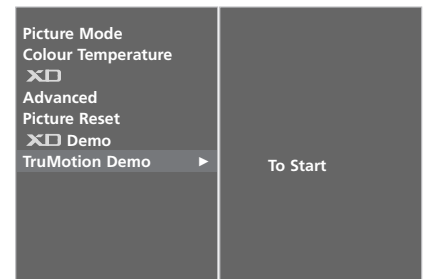 Picture Mode
Colour Temperature
XD
Advanced
Picture Reset
XD Demo
TruMotion Demo ►
To Start